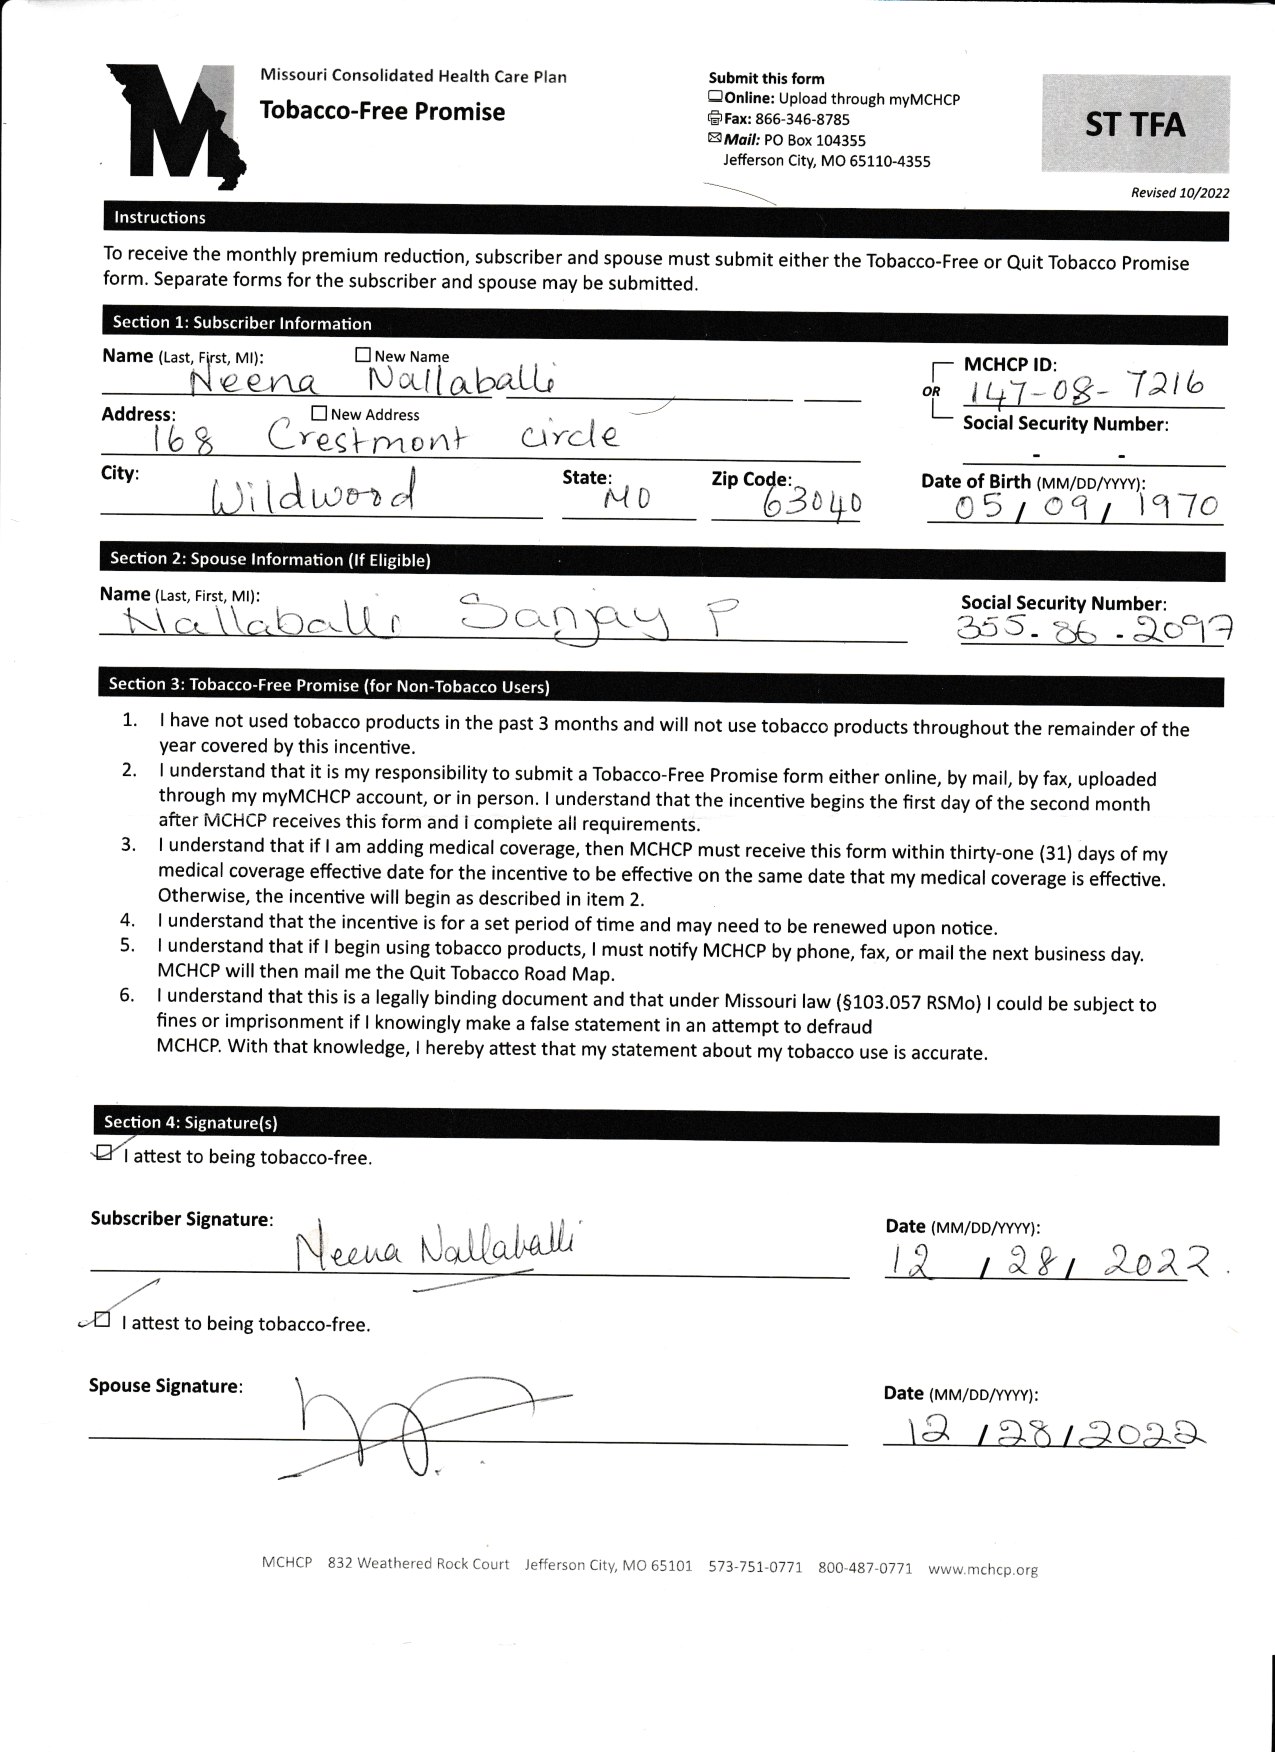 Missouri Consolidated Health Care Plan
Tobacco-Free Promise
Submit this form
Online: Upload through myMCHCP
Fax: 866-346-8785
Mail: PO Box 104355
Jefferson City, MO 65110-4355
ST TFA
Revised 10/2022
Instructions
To receive the monthly premium reduction, subscriber and spouse must submit either the Tobacco-Free or Quit Tobacco Promise
form. Separate forms for the subscriber and spouse may be submitted.
Section 1: Subscriber Information
Name (Last, First, MI): New Name
Neena Nallaballi
MCHCP ID:
OR 147-08-7216
Social Security Number:
- -
Address: New Address
168 Crestmont circle
City: Wildwood State: MO Zip Code: 63040
Date of Birth (MM/DD/YYYY):
05/09/1970
Section 2: Spouse Information (If Eligible)
Name (Last, First, MI):
Nallaballi Sanjay P
Social Security Number:
355-86-2097
Section 3: Tobacco-Free Promise (for Non-Tobacco Users)
1. I have not used tobacco products in the past 3 months and will not use tobacco products throughout the remainder of the
year covered by this incentive.
2. I understand that it is my responsibility to submit a Tobacco-Free Promise form either online, by mail, by fax, uploaded
through my myMCHCP account, or in person. I understand that the incentive begins the first day of the second month
after MCHCP receives this form and i complete all requirements.
3. I understand that if I am adding medical coverage, then MCHCP must receive this form within thirty-one (31) days of my
medical coverage effective date for the incentive to be effective on the same date that my medical coverage is effective.
Otherwise, the incentive will begin as described in item 2.
4. I understand that the incentive is for a set period of time and may need to be renewed upon notice.
5. I understand that if I begin using tobacco products, I must notify MCHCP by phone, fax, or mail the next business day.
MCHCP will then mail me the Quit Tobacco Road Map.
6. I understand that this is a legally binding document and that under Missouri law (§103.057 RSMo) I could be subject to
fines or imprisonment if I knowingly make a false statement in an attempt to defraud
MCHCP. With that knowledge, I hereby attest that my statement about my tobacco use is accurate.
Section 4: Signature(s)
I attest to being tobacco-free.
Subscriber Signature: Neena Nallaballi
Date (MM/DD/YYYY):
12/28/2022
I attest to being tobacco-free.
Spouse Signature:
Date (MM/DD/YYYY):
12/28/2022
MCHCP 832 Weathered Rock Court Jefferson City, MO 65101 573-751-0771 800-487-0771 www.mchcp.org